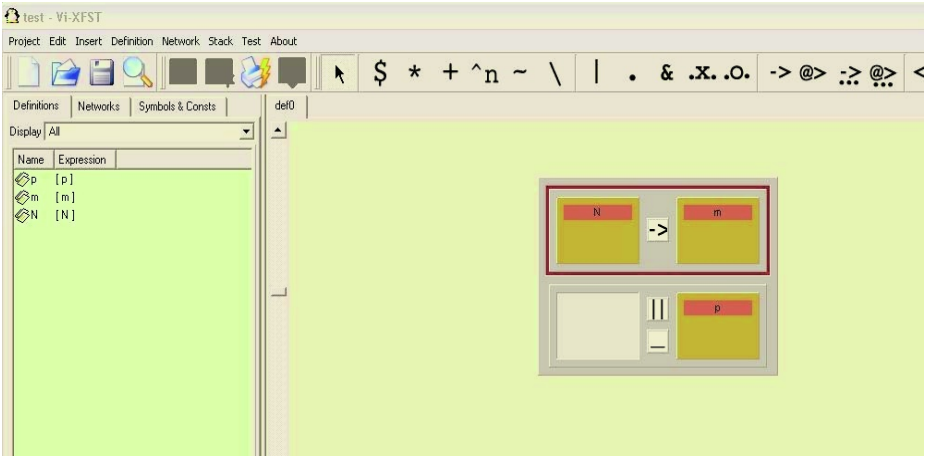 test - Vi-XFST
Project Edit Insert Definition Network Stack Test About
$ * + ^n ~ \ | . & .x. .o. -> @> .:> @> <
Definitions Networks Symbols & Consts def0
Display All
Name Expression
p [ p ]
m [ m ]
N [ N ]
N -> m
|| p
_